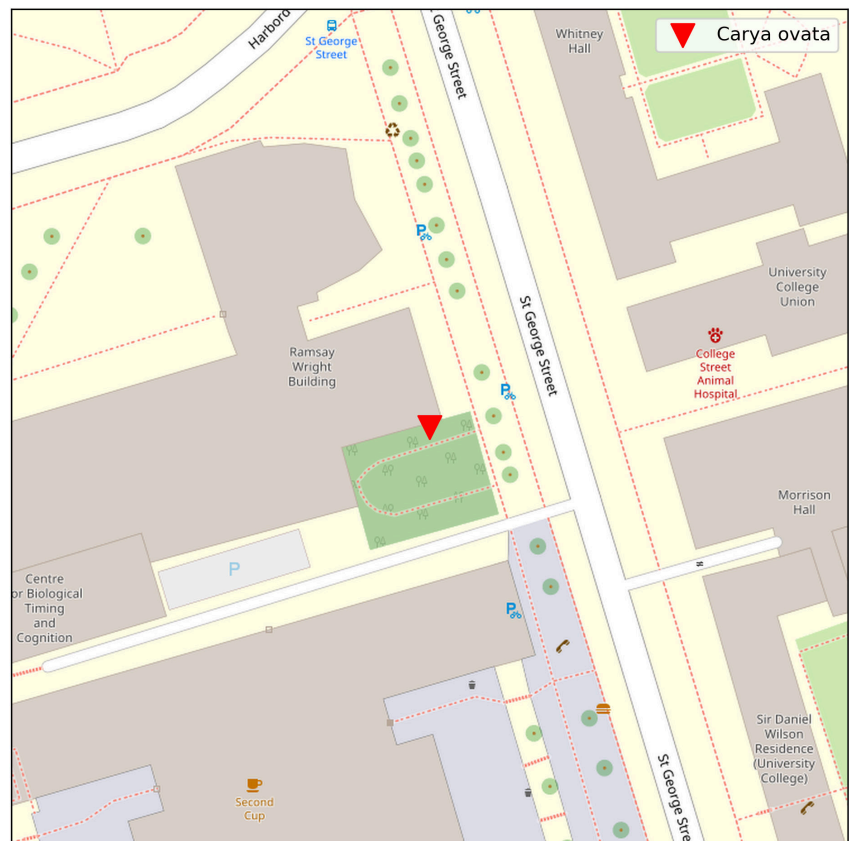 Harbord
St George
Street
St George Street
Whitney
Hall
Carya ovata
P
University
College
Union
St George Street
Ramsay
Wright
Building
College
Street
Animal
Hospital
P
Morrison
Hall
P
Centre
or Biological
Timing
and
Cognition
P
Sir Daniel
Wilson
Residence
(University
College)
Second
Cup
St George Stre